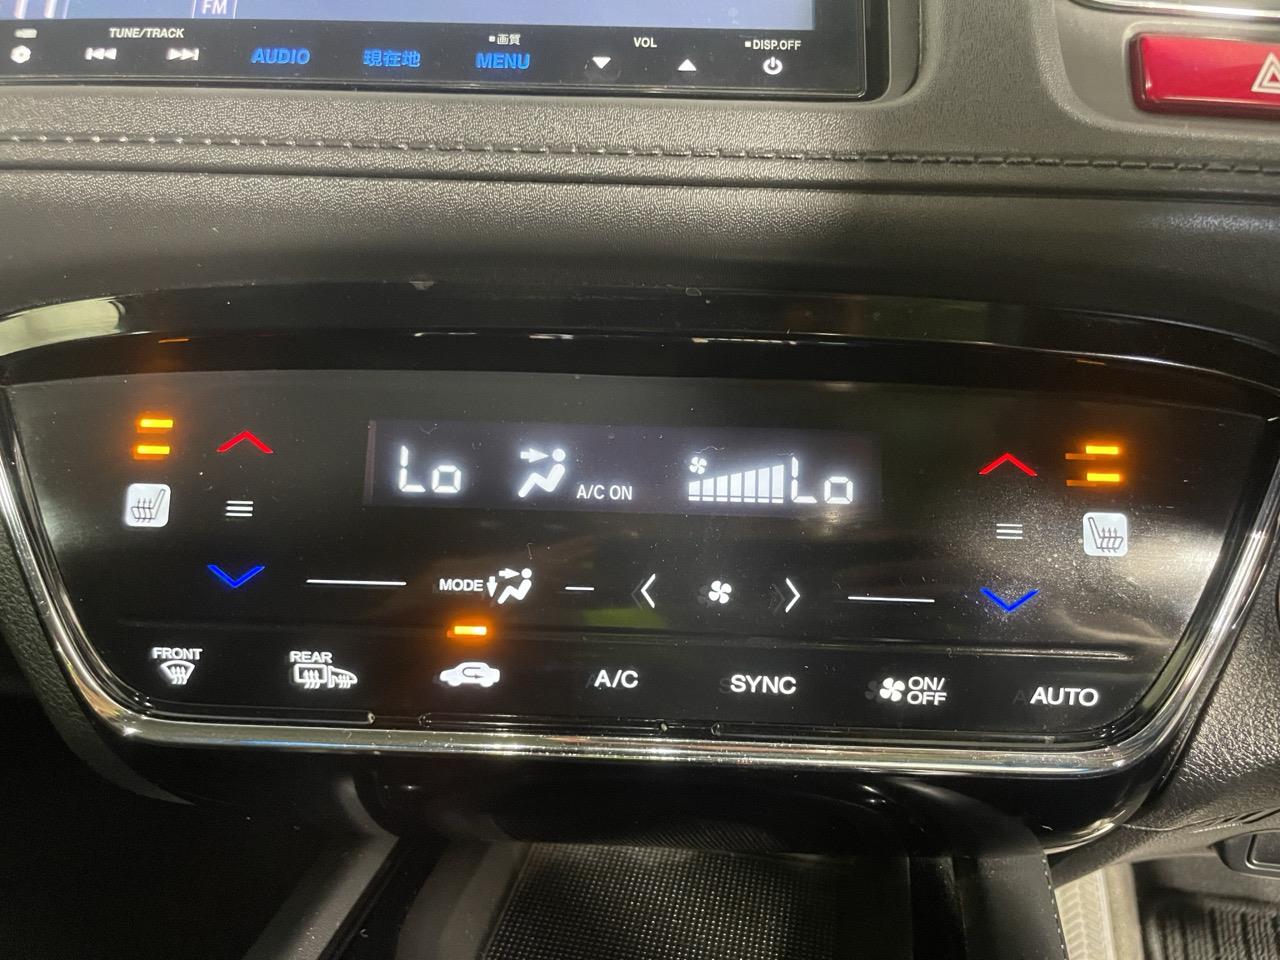 FM
TUNE/TRACK
AUDIO
現在地
画質
MENU
VOL
DISP.OFF
Lo
A/C ON
Lo
MODE
FRONT
REAR
A/C
SYNC
ON/
OFF
AUTO